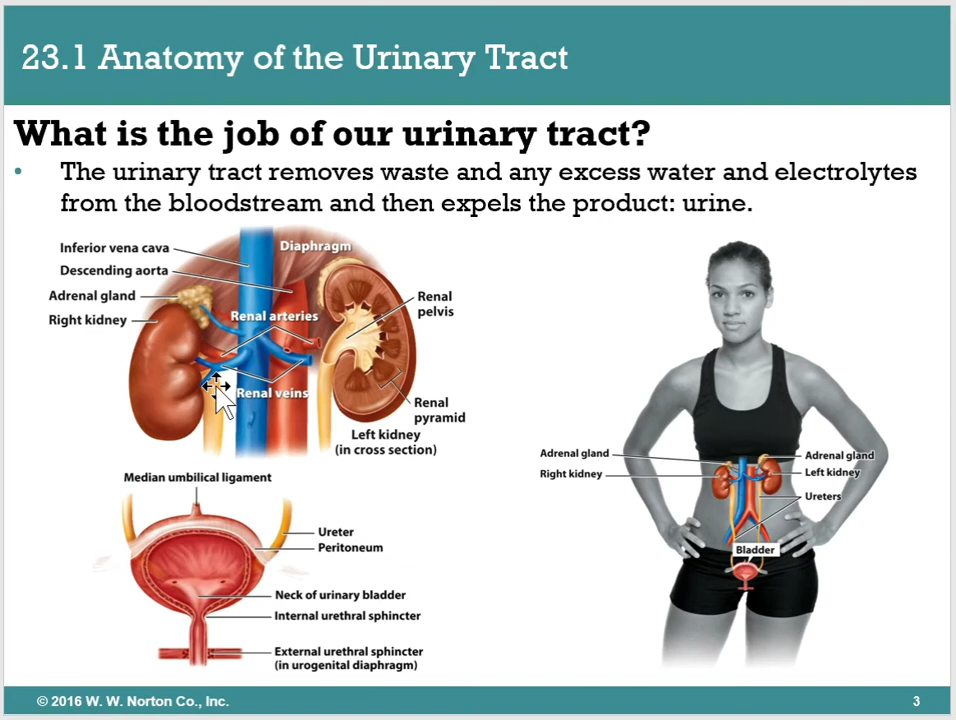 23.1 Anatomy of the Urinary Tract
What is the job of our urinary tract?
• The urinary tract removes waste and any excess water and electrolytes
from the bloodstream and then expels the product: urine.
Inferior vena cava
Descending aorta
Adrenal gland
Right kidney
Diaphragm
Renal arteries
Renal veins
Renal
pelvis
Renal
pyramid
Left kidney
(in cross section)
Median umbilical ligament
Ureter
Peritoneum
Neck of urinary bladder
Internal urethral sphincter
External urethral sphincter
(in urogenital diaphragm)
Adrenal gland
Right kidney
Adrenal gland
Left kidney
Ureters
Bladder
© 2016 W. W. Norton Co., Inc.
3